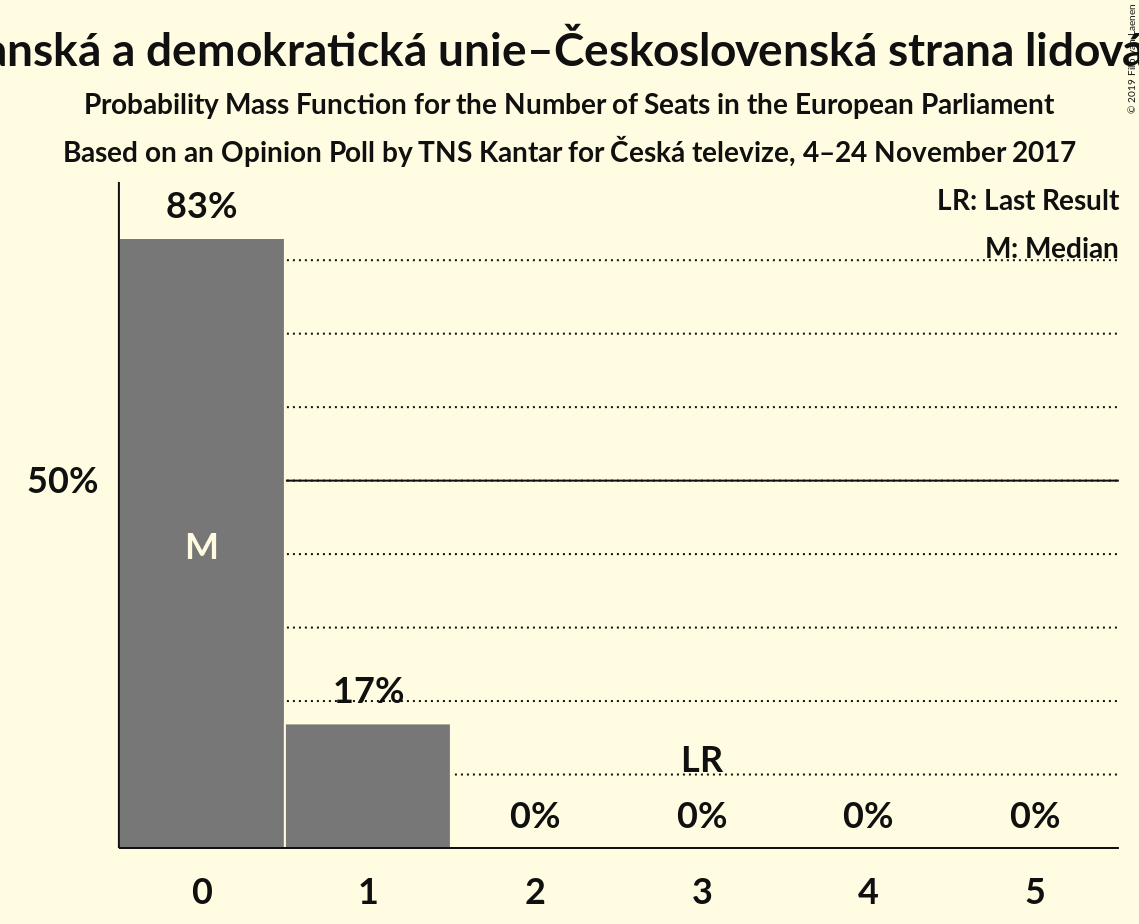 a demokratická unie–Československá strana
Probability Mass Function for the Number of Seats in the European Parliament
Based on an Opinion Poll by TNS Kantar for Česká televize, 4–24 November 2017
© 2019
LR: Last Result
M: Median
83%
50%
M
17%
LR
0% 0% 0% 0%
0 1 2 3 4 5